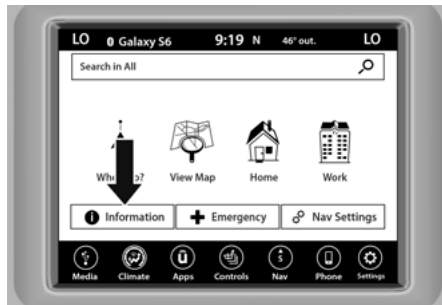 LO 0 Galaxy S6 9:19 N 46° out. LO
Search in All
View Map Home Work
Information Emergency Nav Settings
Media Climate Apps Controls Nav Phone Settings